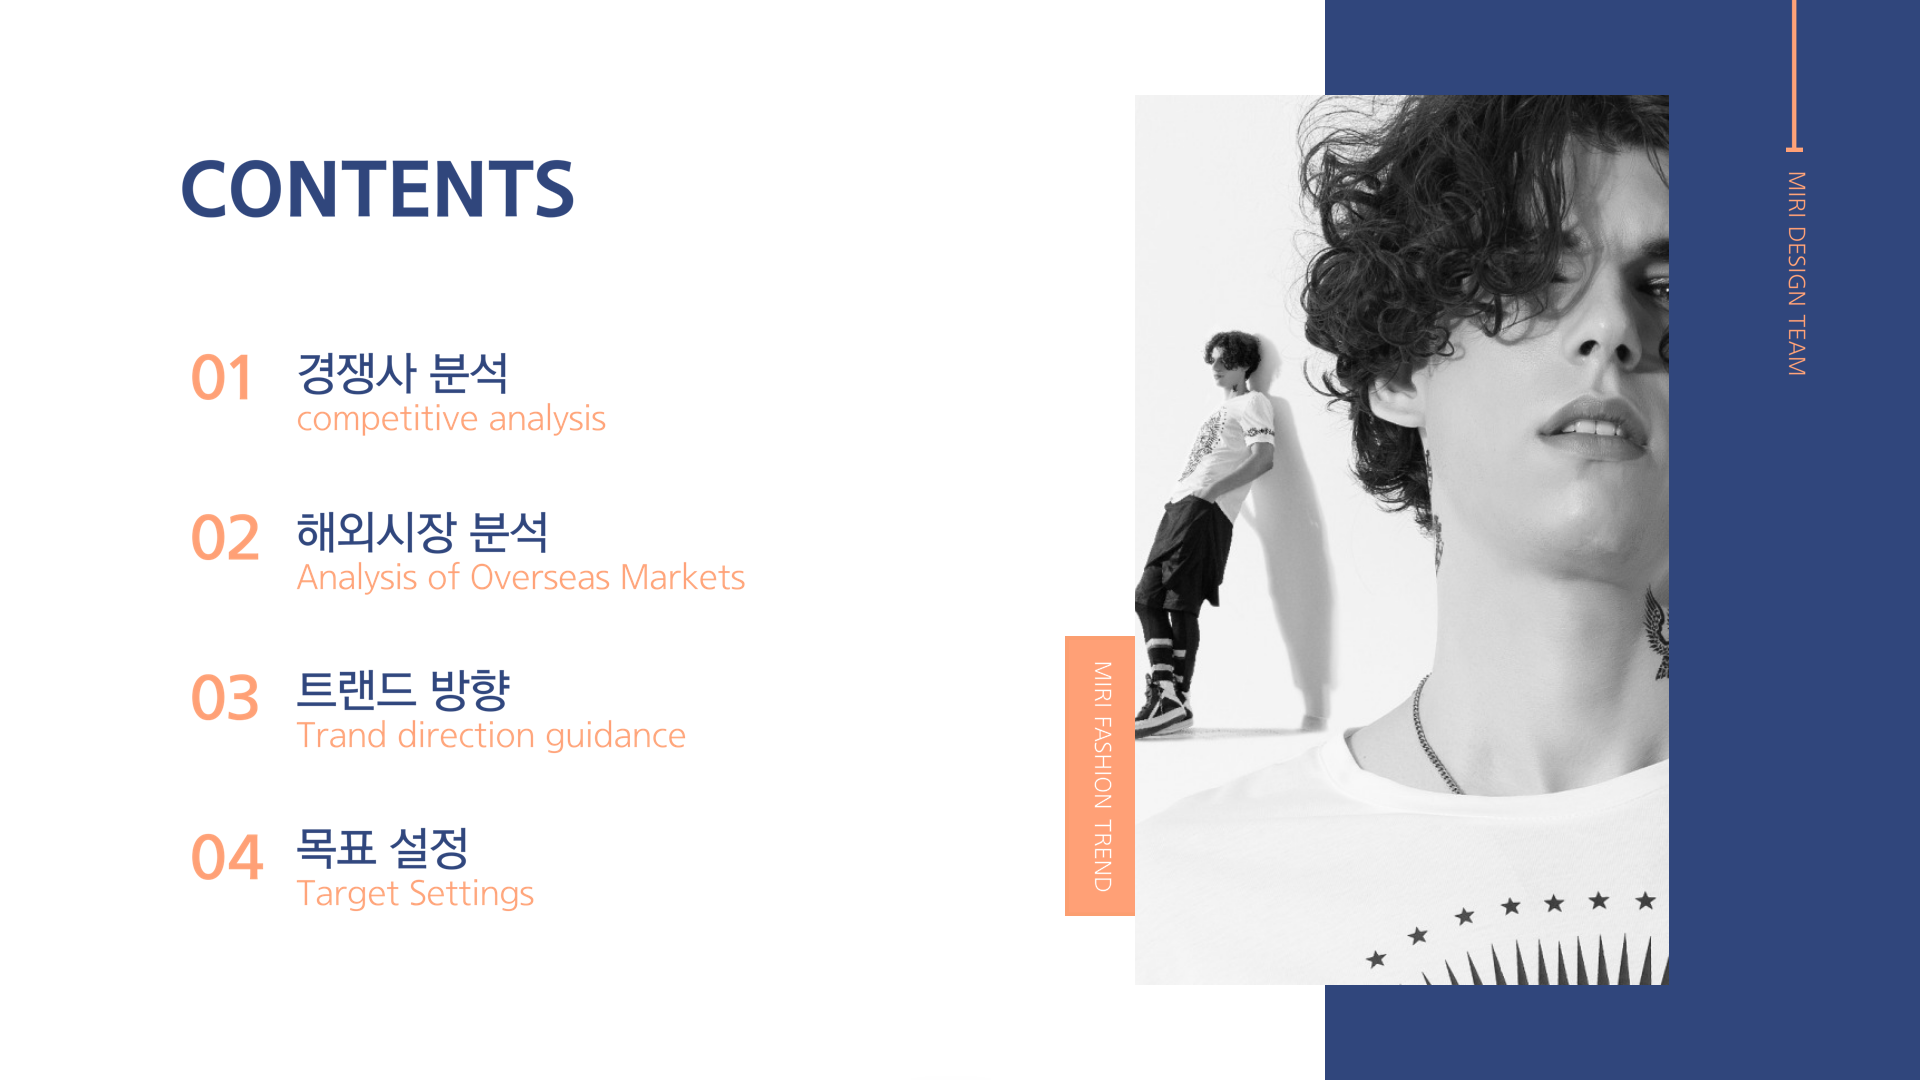 CONTENTS
01
경쟁사 분석
competitive analysis
02
해외시장 분석
Analysis of Overseas Markets
03
트랜드 방향
Trand direction guidance
04
목표 설정
Target Settings
MIRI FASHION TREND
MIRI DESIGN TEAM